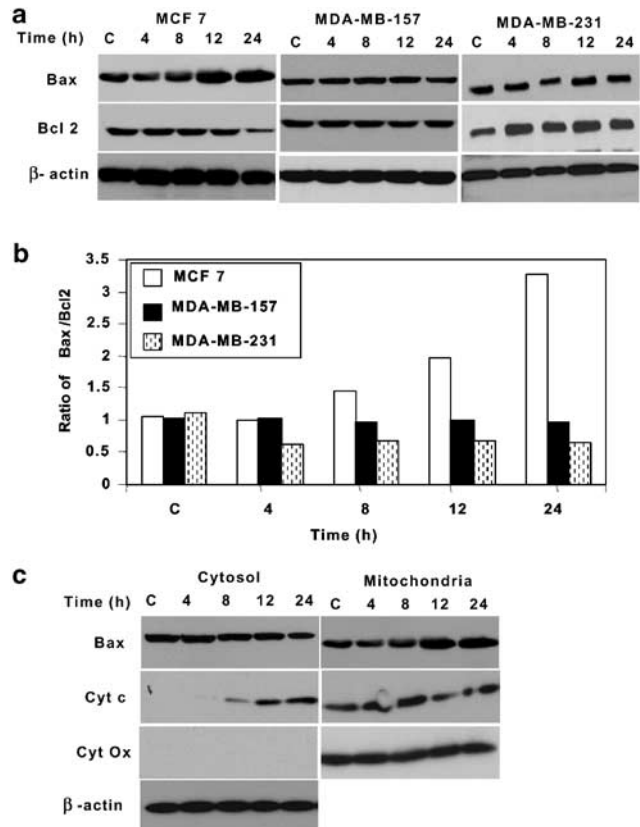 a
MCF 7 MDA-MB-157 MDA-MB-231
Time (h) C 4 8 12 24 C 4 8 12 24 C 4 8 12 24
Bax
Bcl 2
β- actin
b
3.5
3
2.5
2
1.5
1
0.5
0
Ratio of Bax/Bcl2
MCF 7
MDA-MB-157
MDA-MB-231
C 4 8 12 24
Time (h)
c
Cytosol Mitochondria
Time (h) C 4 8 12 24 C 4 8 12 24
Bax
Cyt c
Cyt Ox
β -actin